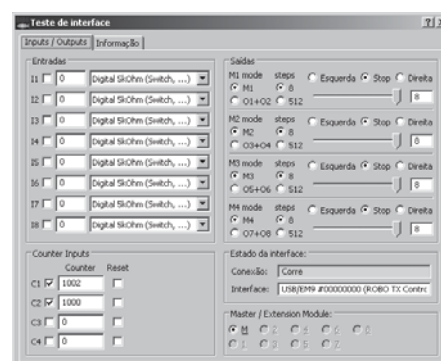 Teste de interface
Inputs / Outputs Informação
Entradas
I1 0 Digital 5kOhm (Switch, ...)
I2 0 Digital 5kOhm (Switch, ...)
I3 0 Digital 5kOhm (Switch, ...)
I4 0 Digital 5kOhm (Switch, ...)
I5 0 Digital 5kOhm (Switch, ...)
I6 0 Digital 5kOhm (Switch, ...)
I7 0 Digital 5kOhm (Switch, ...)
I8 0 Digital 5kOhm (Switch, ...)
Counter Inputs
Counter Reset
C1 1002
C2 1000
C3 0
C4 0
Saídas
M1 mode steps Esquerda Stop Direita
M1 8
O1+O2 512 8
M2 mode steps Esquerda Stop Direita
M2 8
O3+O4 512 8
M3 mode steps Esquerda Stop Direita
M3 8
O5+O6 512 8
M4 mode steps Esquerda Stop Direita
M4 8
O7+O8 512 8
Estado da interface:
Conexão: Corre
Interface: USB/EM9 #00000000 (ROBO TX Contro
Master / Extension Module:
M 2 4 6 8
1 3 5 7